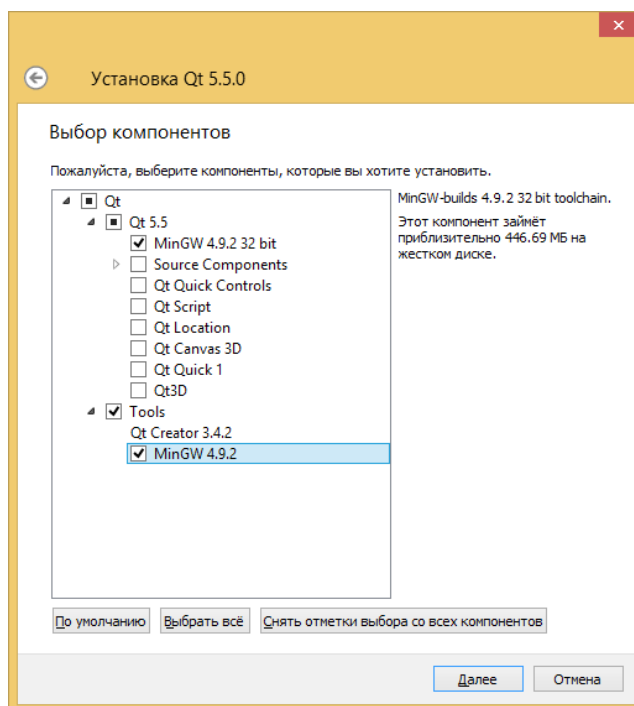 Установка Qt 5.5.0
Выбор компонентов
Пожалуйста, выберите компоненты, которые вы хотите установить.
Qt
Qt 5.5
MinGW 4.9.2 32 bit
Source Components
Qt Quick Controls
Qt Script
Qt Location
Qt Canvas 3D
Qt Quick 1
Qt3D
Tools
Qt Creator 3.4.2
MinGW 4.9.2
MinGW-builds 4.9.2 32 bit toolchain.
Этот компонент займёт
приблизительно 446.69 МБ на
жестком диске.
По умолчанию Выбрать всё Снять отметки выбора со всех компонентов
Далее Отмена